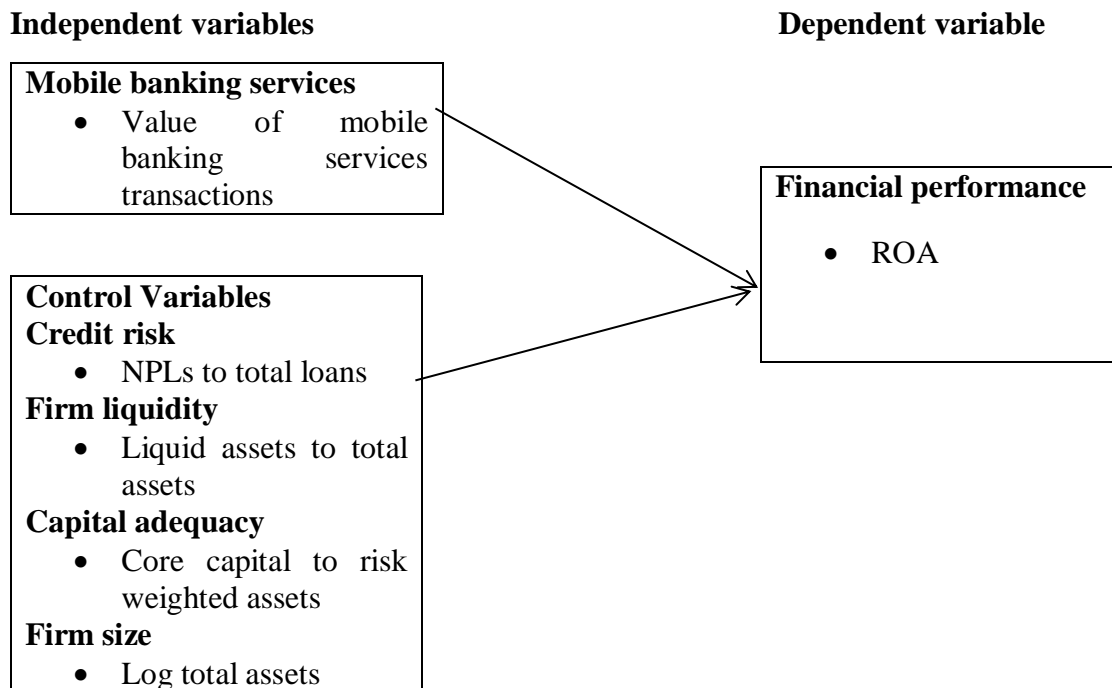 Independent variables
Dependent variable
Mobile banking services
• Value of mobile
banking services
transactions
Financial performance
• ROA
Control Variables
Credit risk
• NPLs to total loans
Firm liquidity
• Liquid assets to total
assets
Capital adequacy
• Core capital to risk
weighted assets
Firm size
• Log total assets